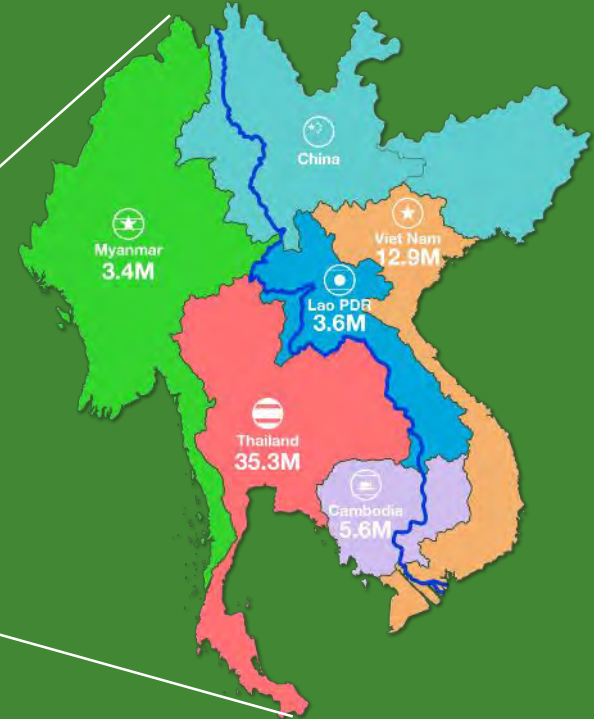 China
Viet Nam
12.9M
Myanmar
3.4M
Lao PDR
3.6M
Thailand
35.3M
Cambodia
5.6M